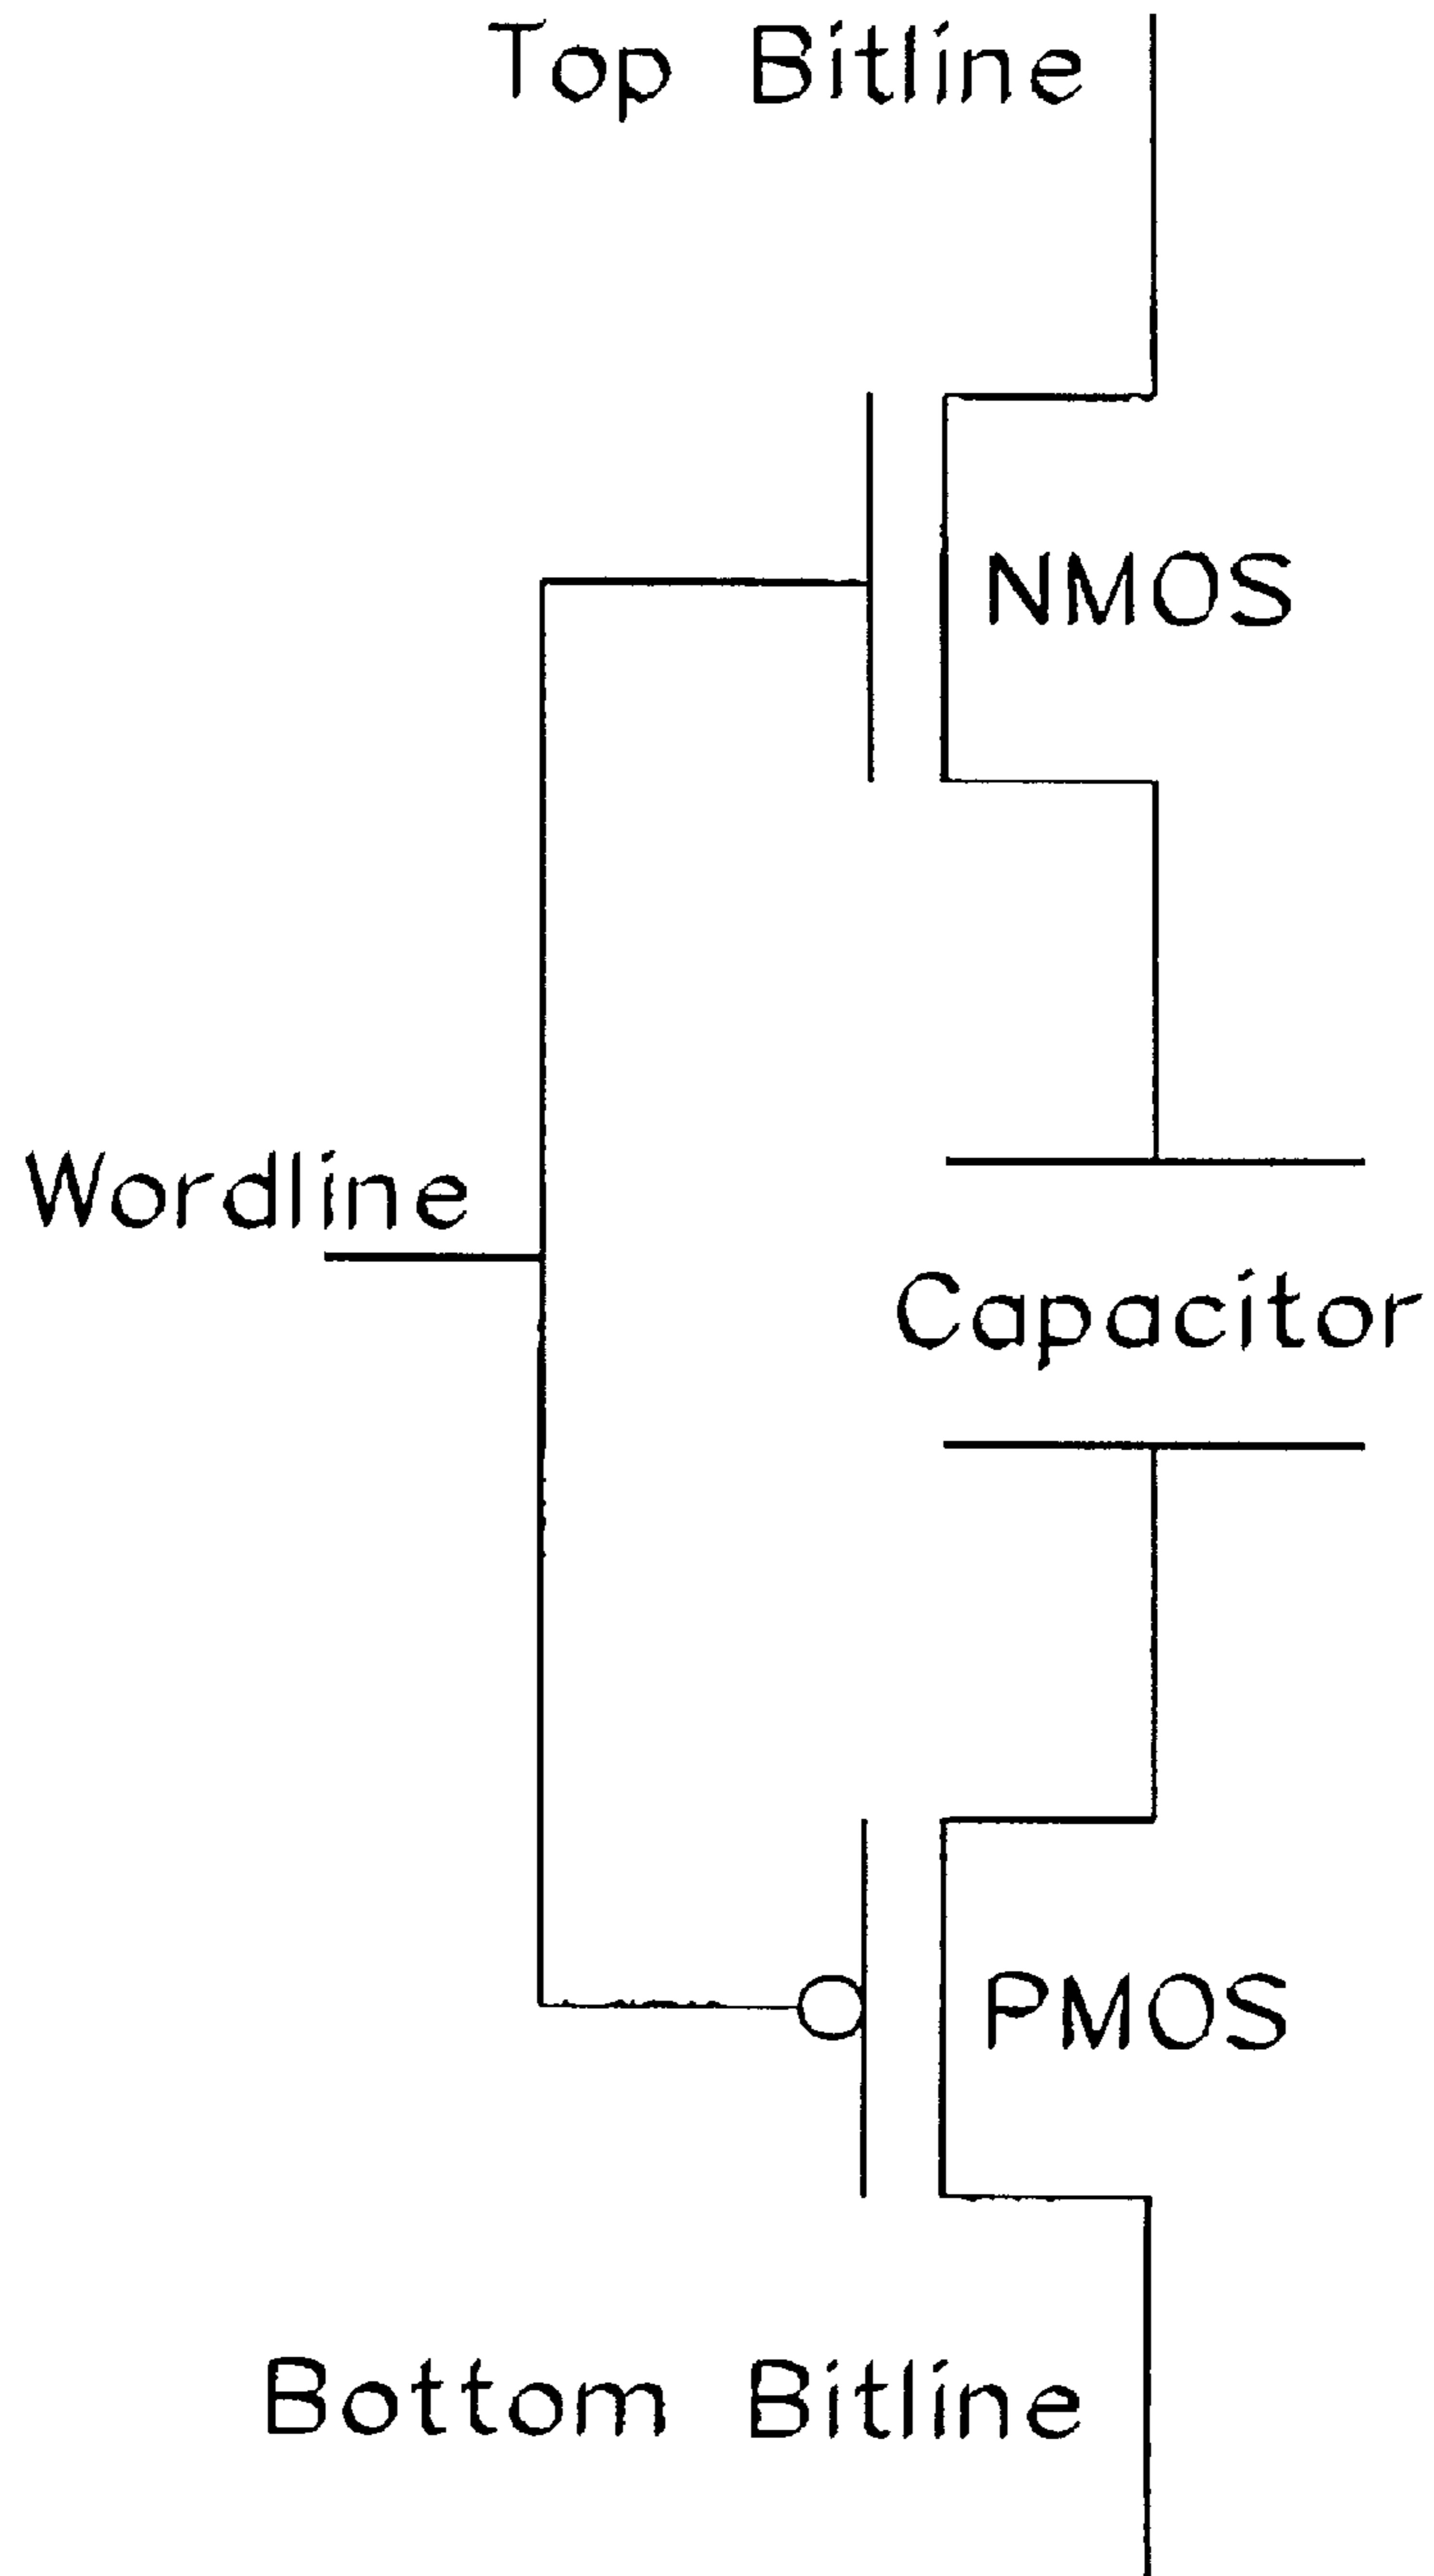 Top Bitline
NMOS
Wordline
Capacitor
PMOS
Bottom Bitline